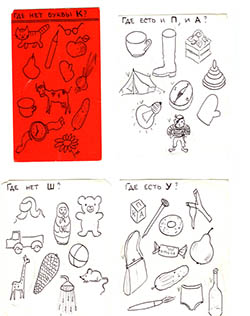 ГДЕ НЕТ БУКВЫ К?
ГДЕ ЕСТЬ И П, И А?
ГДЕ НЕТ Ш?
ГДЕ ЕСТЬ У?